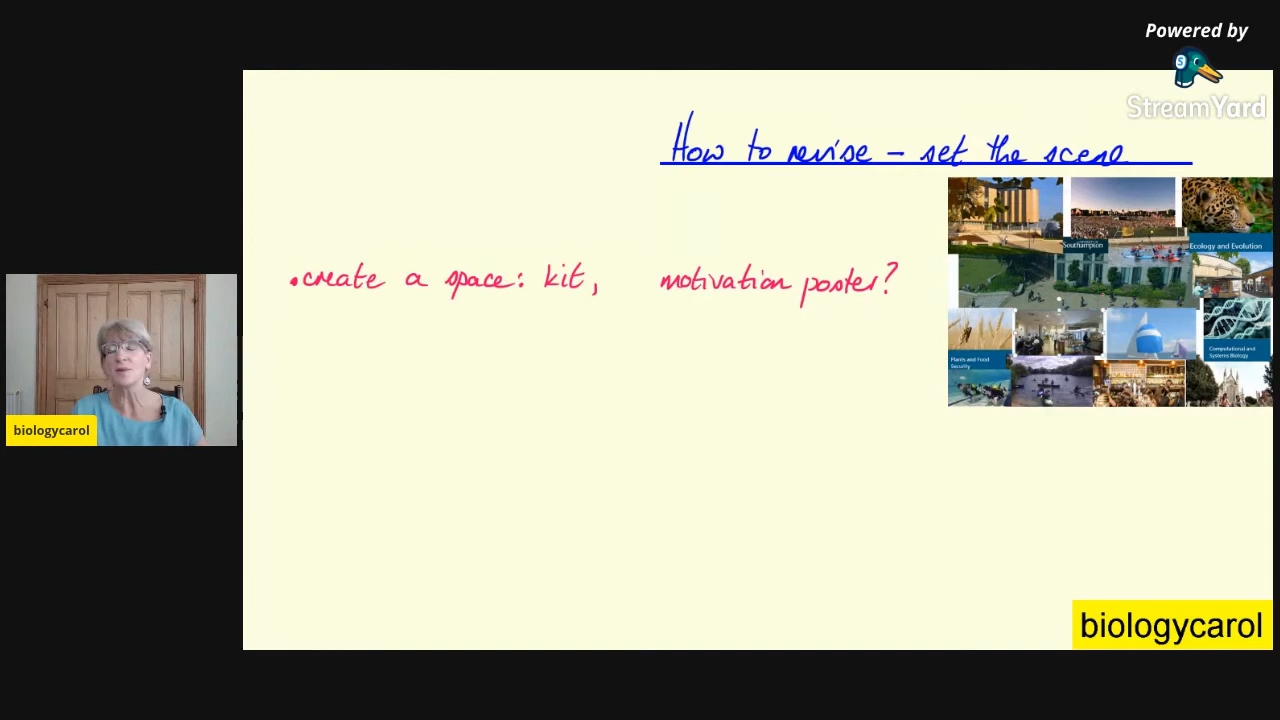 Powered by
StreamYard
How to revise – set the scene
Southampton
Ecology and Evolution
•create a space: kit, motivation poster?
Plants and Food
Security
Computational and
Systems Biology
biologycarol
biologycarol